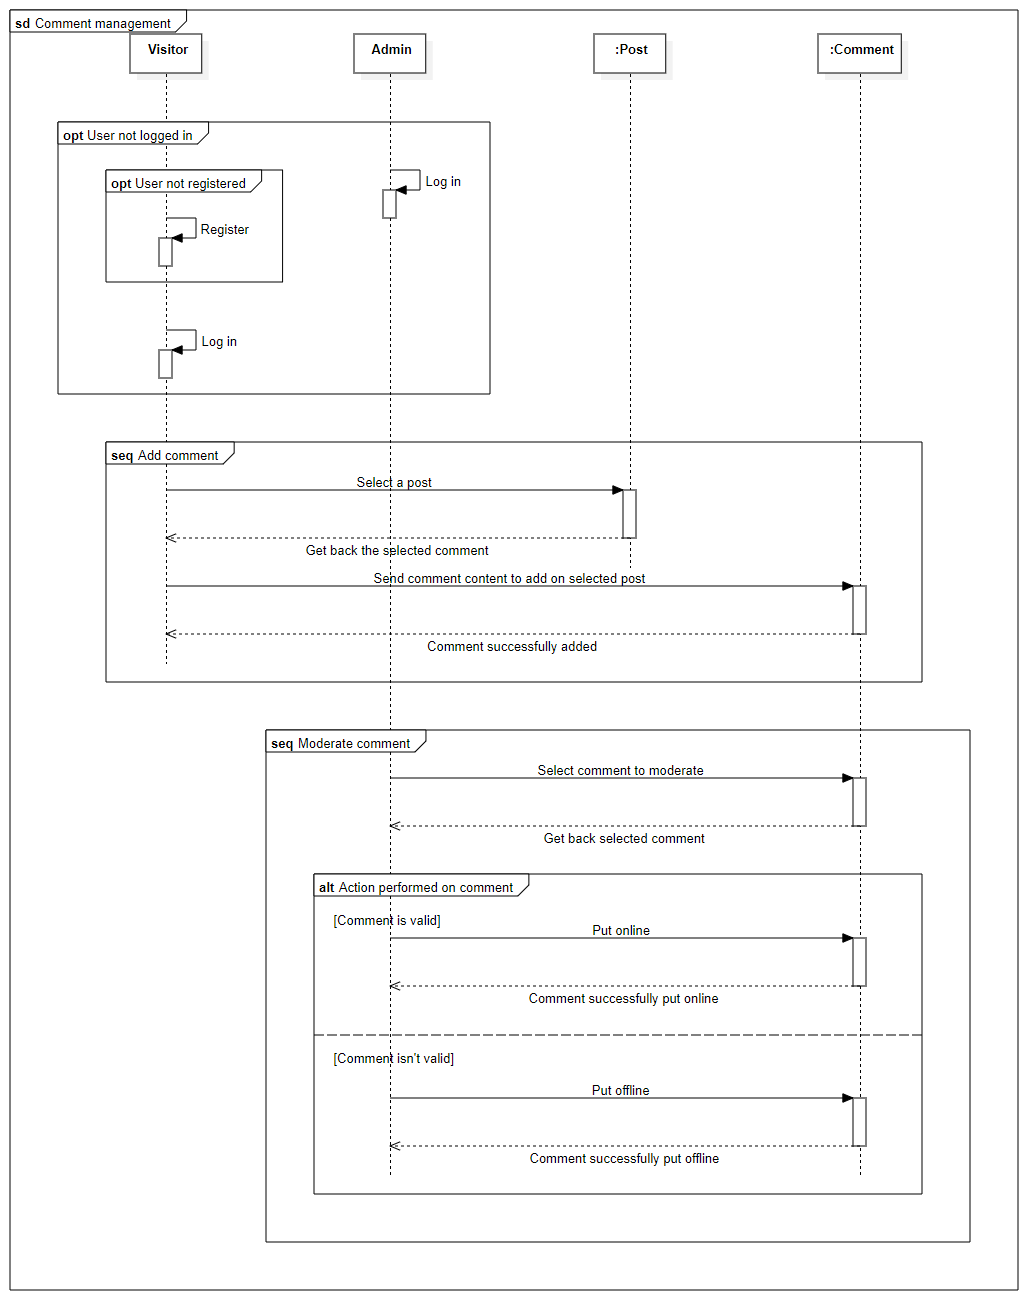 sd Comment management
Visitor
Admin
:Post
:Comment
opt User not logged in
opt User not registered
Log in
Register
Log in
seq Add comment
Select a post
Get back the selected comment
Send comment content to add on selected post
Comment successfully added
seq Moderate comment
Select comment to moderate
Get back selected comment
alt Action performed on comment
[Comment is valid]
Put online
Comment successfully put online
[Comment isn't valid]
Put offline
Comment successfully put offline